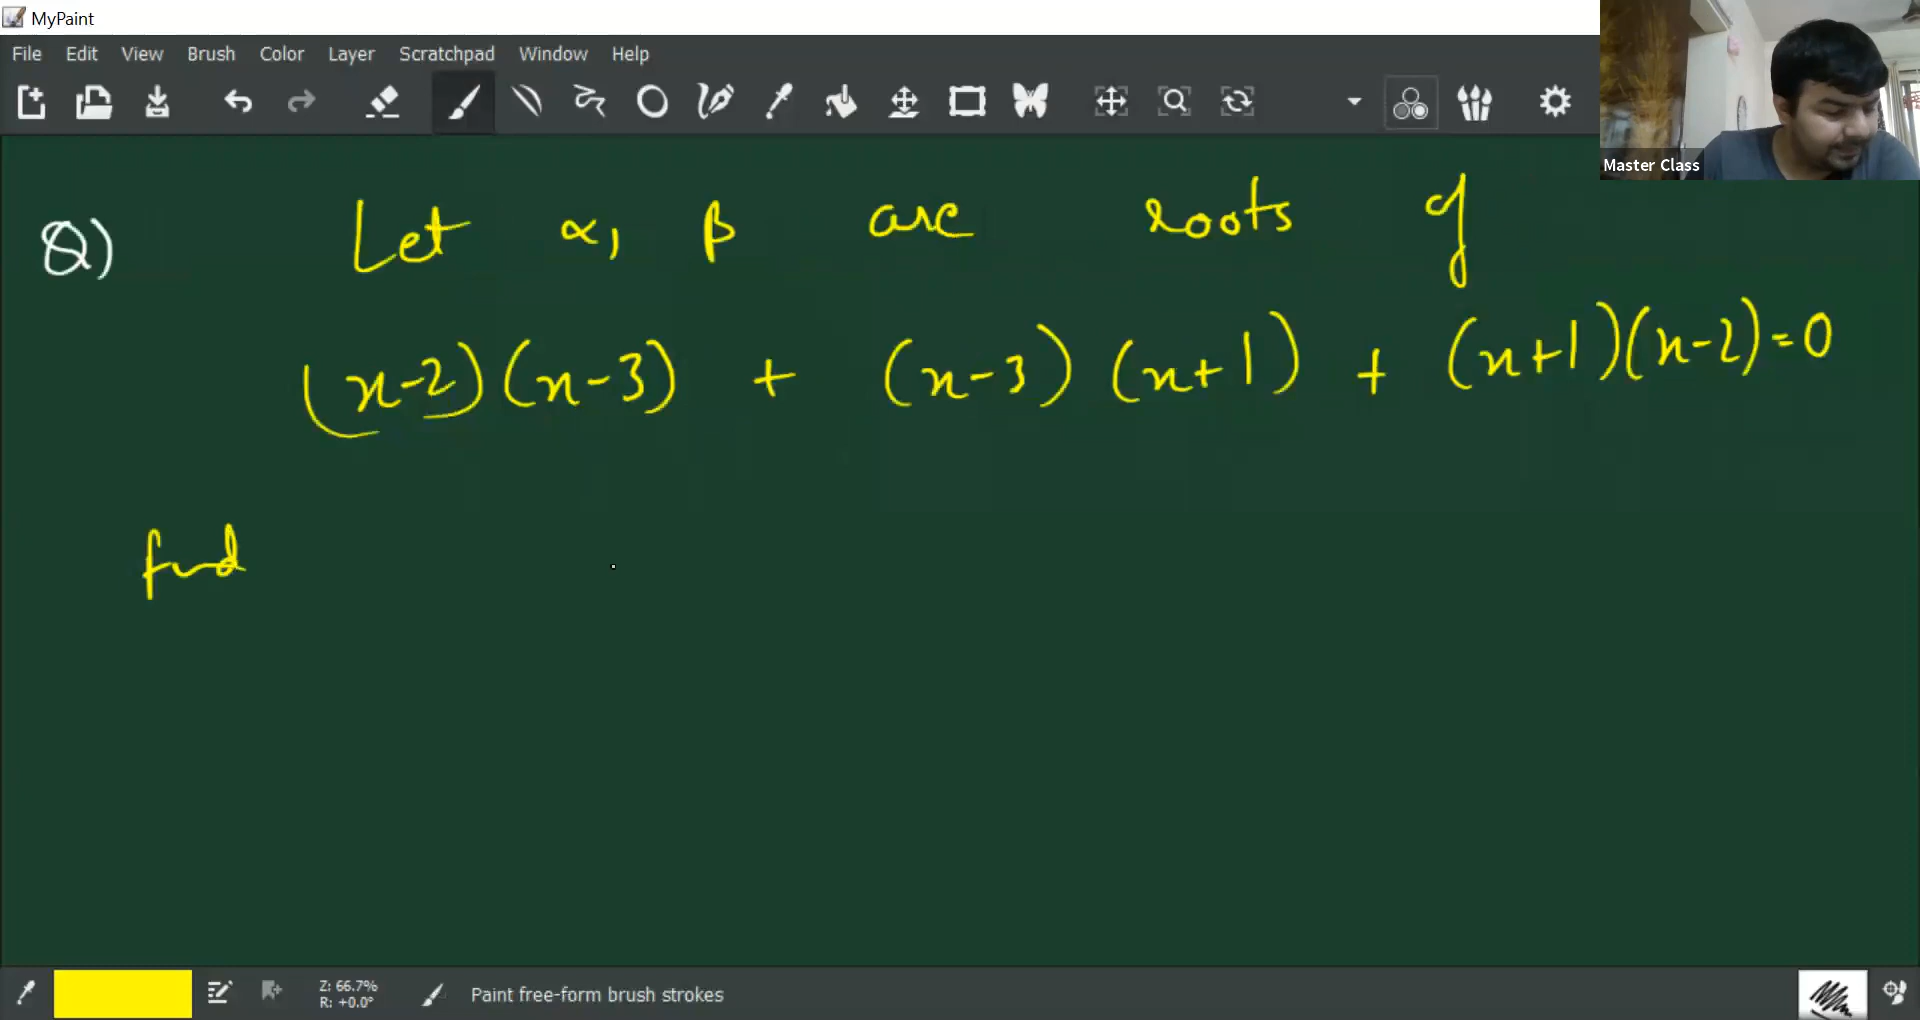 MyPaint
File Edit View Brush Color Layer Scratchpad Window Help
Master Class
Q) Let α, β are roots of
(x-2)(x-3) + (x-3)(x+1) + (x+1)(x-2)=0
find
Z: 66.7%
R: +0.0°
Paint free-form brush strokes